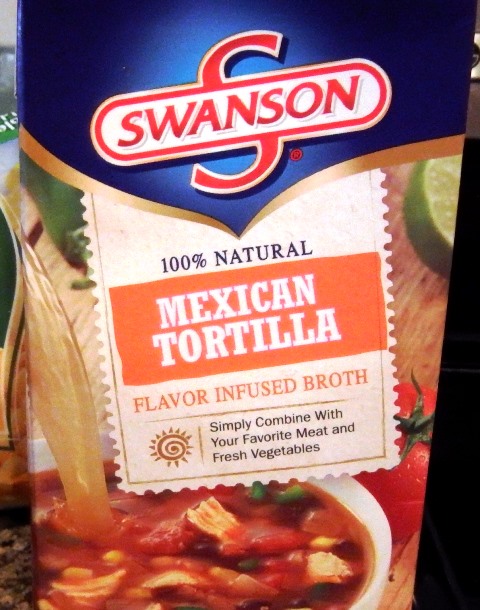 SWANSON
®
100% NATURAL
MEXICAN
TORTILLA
FLAVOR INFUSED BROTH
Simply Combine With
Your Favorite Meat and
Fresh Vegetables